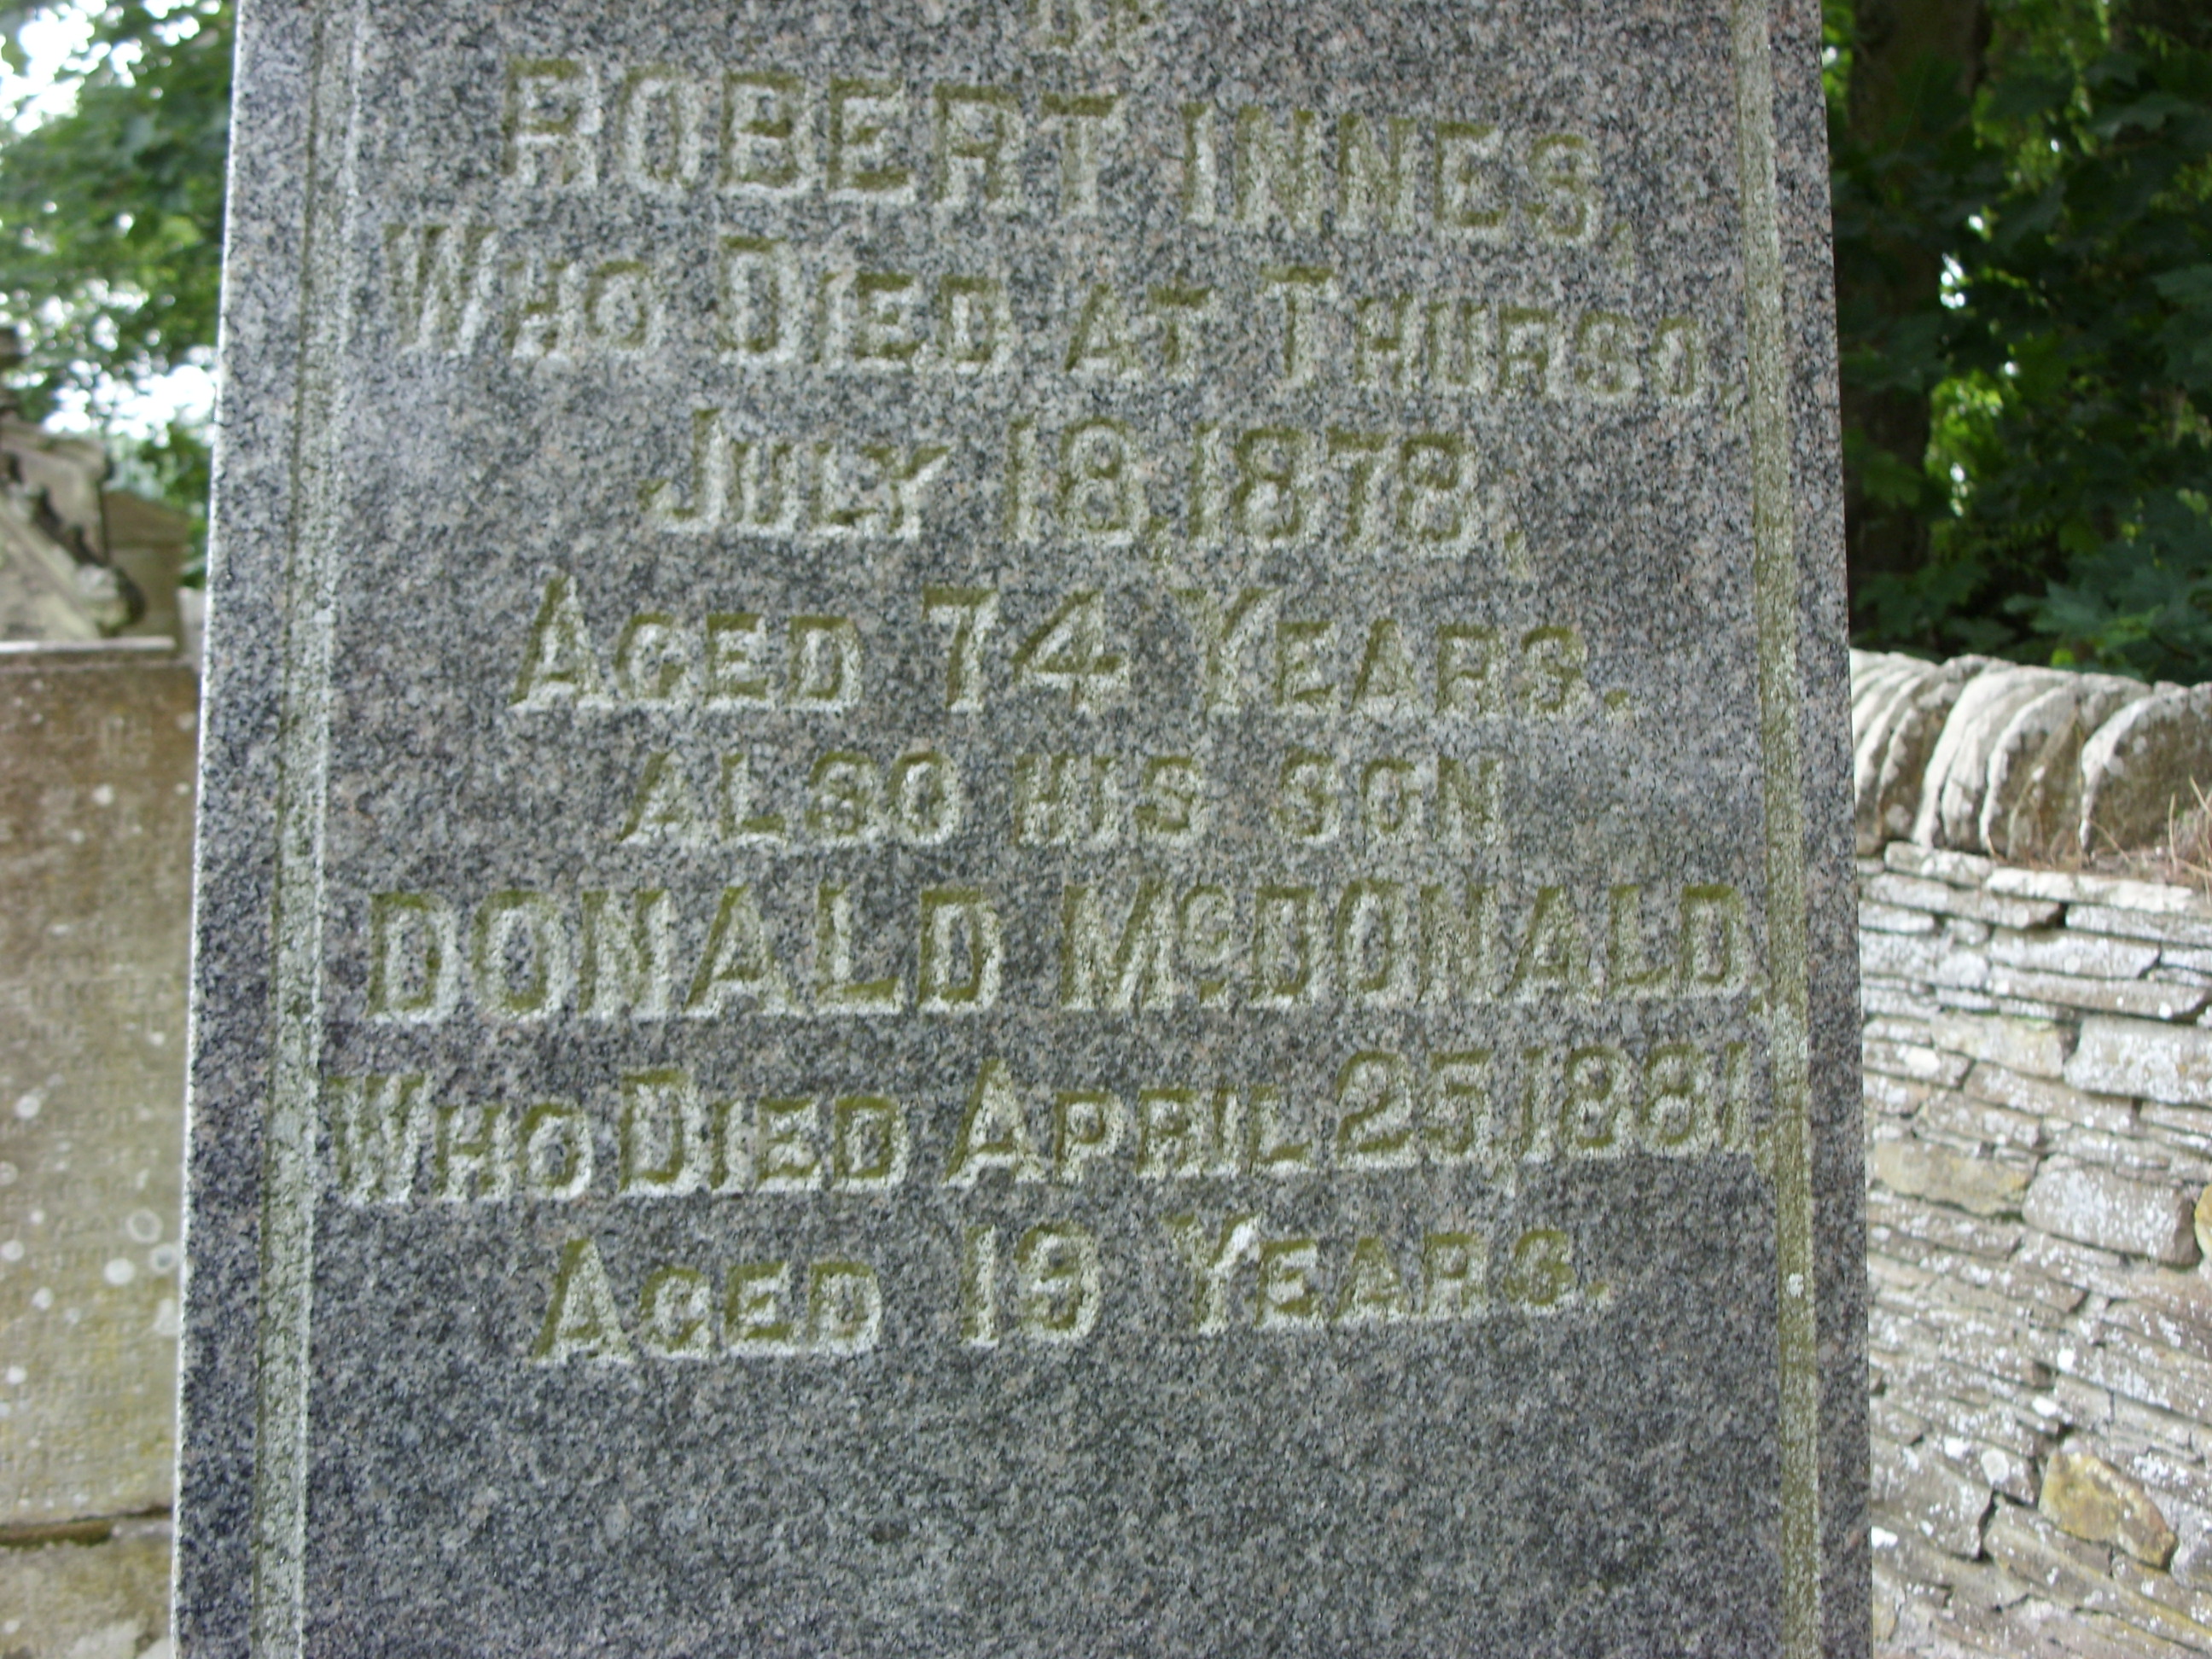 OF
ROBERT INNES,
WHO DIED AT THURSO,
JULY 18, 1878,
AGED 74 YEARS.
ALSO HIS SON
DONALD McDONALD,
WHO DIED APRIL 25, 1881,
AGED 19 YEARS.